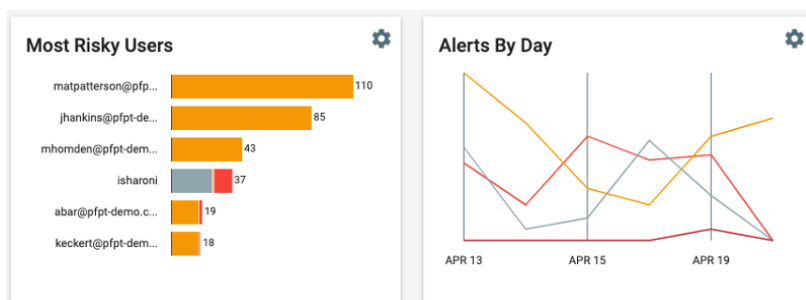 Most Risky Users
matpatterson@pfp... 110
jhankins@pfpt-de... 85
mhomden@pfpt-dem... 43
isharoni 37
abar@pfpt-demo.c... 19
keckert@pfpt-dem... 18
Alerts By Day
APR 13 APR 15 APR 19